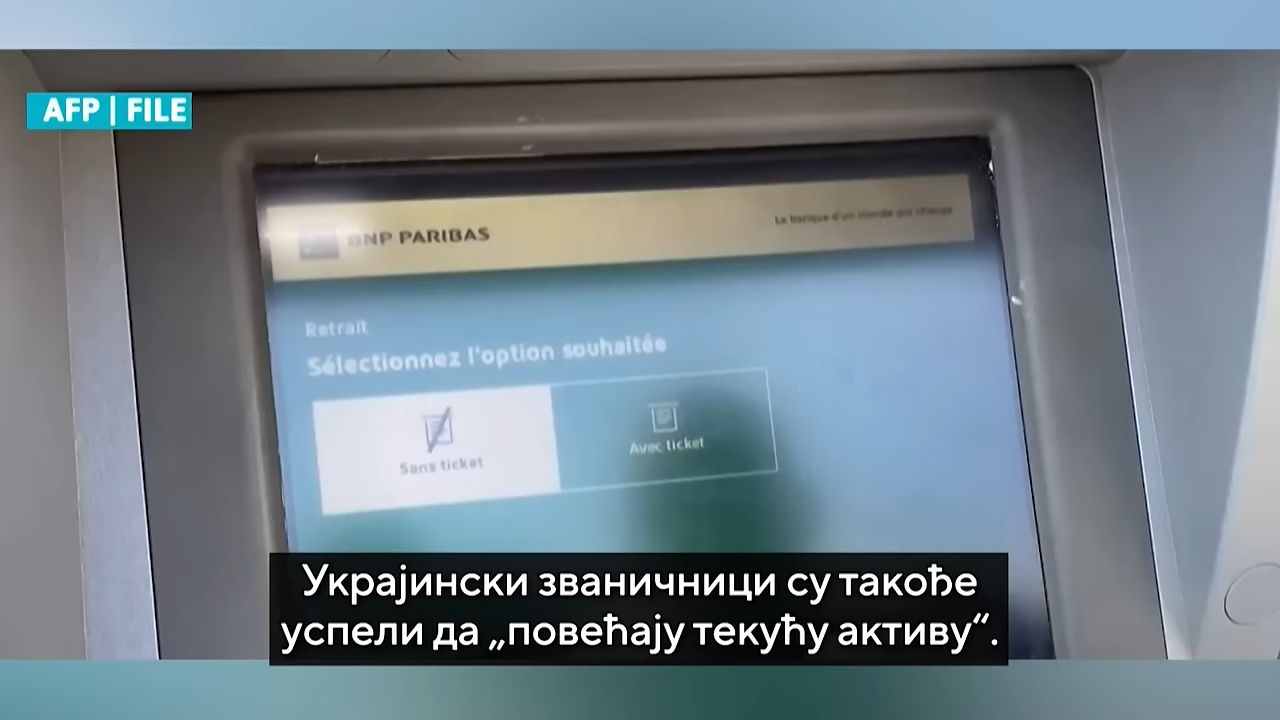 AFP | FILE
BNP PARIBAS
La banque d'un monde qui change
Retrait
Sélectionnez l'option souhaitée
Sans ticket
Avec ticket
Украјински званичници су такође
успели да „повећају текућу активу“.